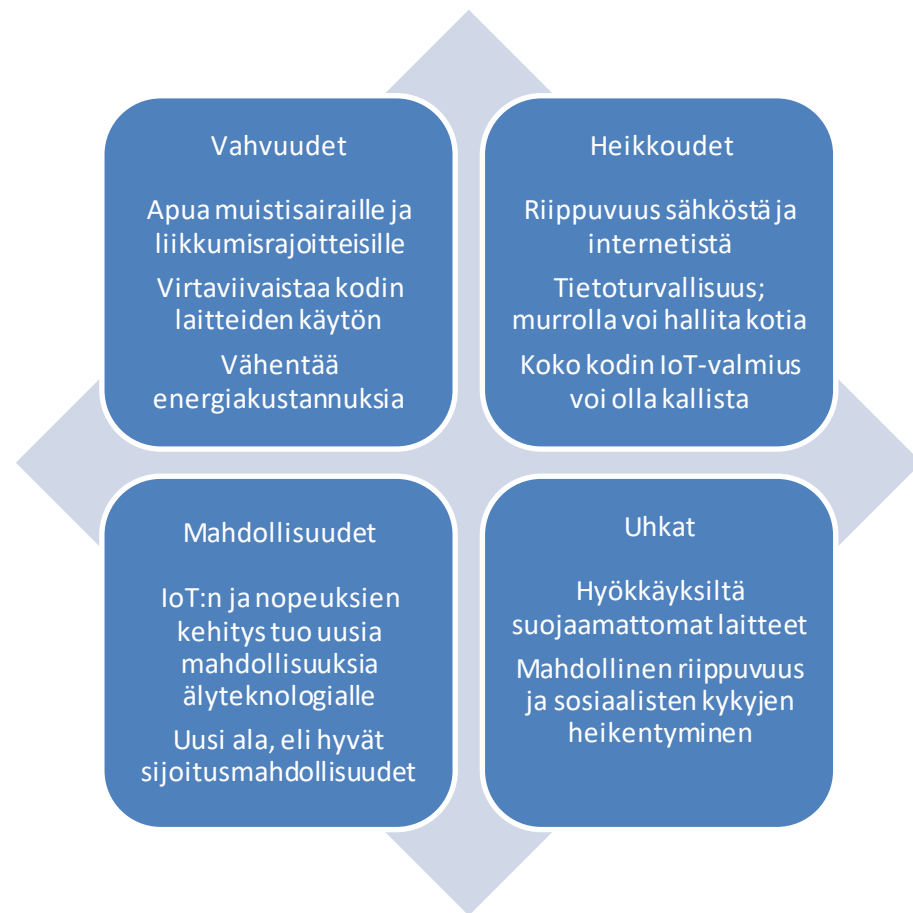 Vahvuudet
Apua muistisairaille ja
liikkumisrajoitteisille
Virtaviivaistaa kodin
laitteiden käytön
Vähentää
energiakustannuksia
Heikkoudet
Riippuvuus sähköstä ja
internetistä
Tietoturvallisuus;
murrolla voi hallita kotia
Koko kodin IoT-valmius
voi olla kallista
Mahdollisuudet
IoT:n ja nopeuksien
kehitys tuo uusia
mahdollisuuksia
älyteknologialle
Uusi ala, eli hyvät
sijoitusmahdollisuudet
Uhkat
Hyökkäyksiltä
suojaamattomat laitteet
Mahdollinen riippuvuus
ja sosiaalisten kykyjen
heikentyminen